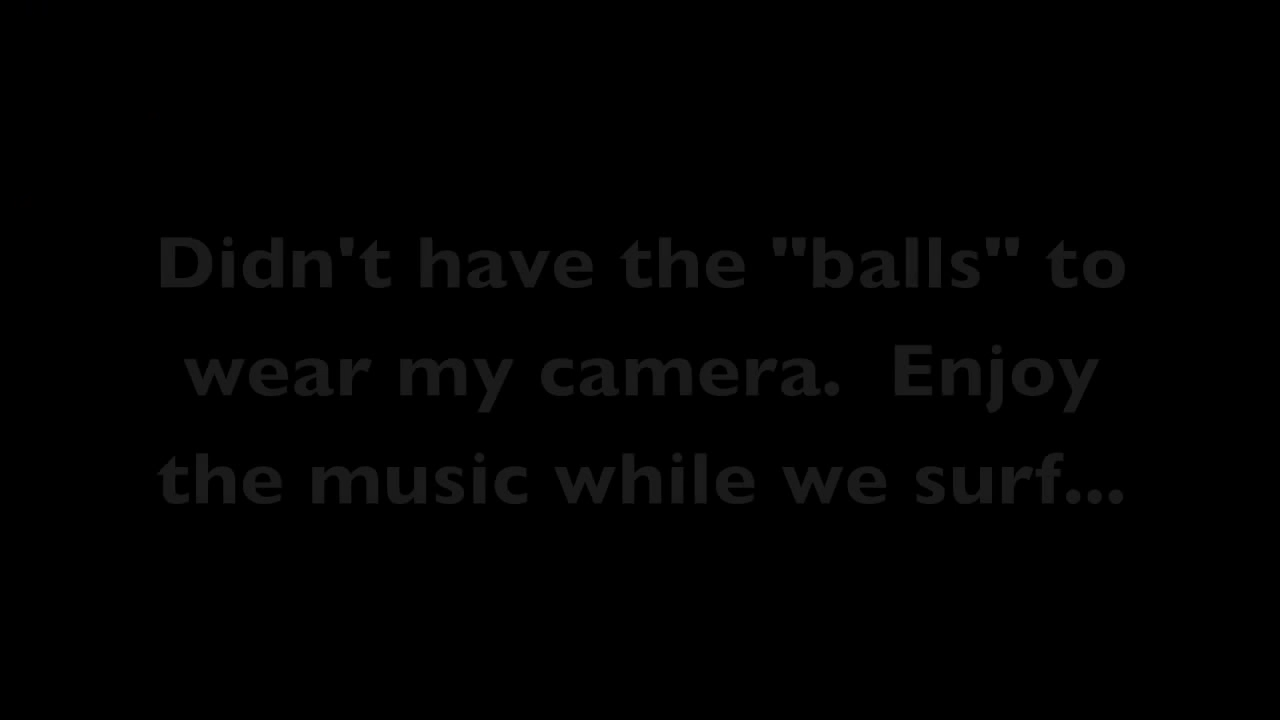 Didn't have the "balls" to
wear my camera.  Enjoy
the music while we surf...